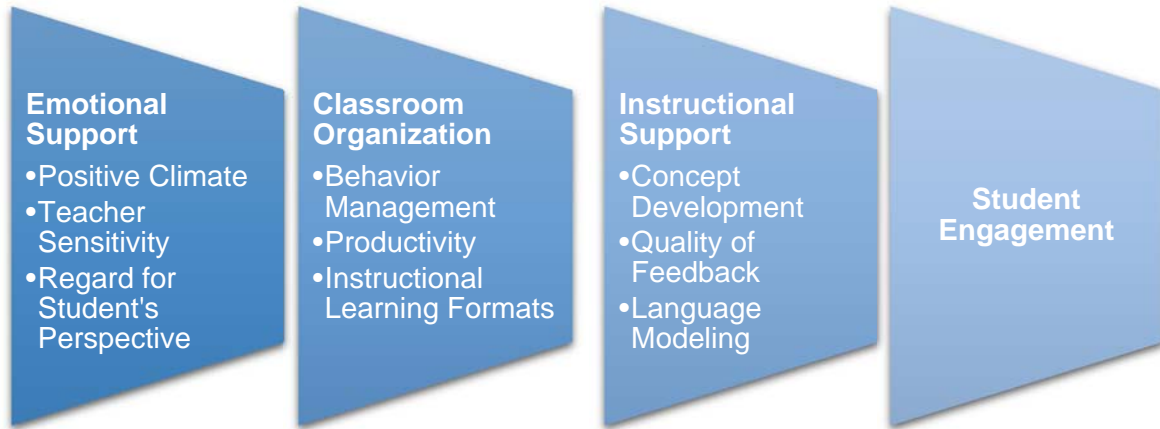 Emotional
Support
•Positive Climate
•Teacher
Sensitivity
•Regard for
Student's
Perspective
Classroom
Organization
•Behavior
Management
•Productivity
•Instructional
Learning Formats
Instructional
Support
•Concept
Development
•Quality of
Feedback
•Language
Modeling
Student
Engagement